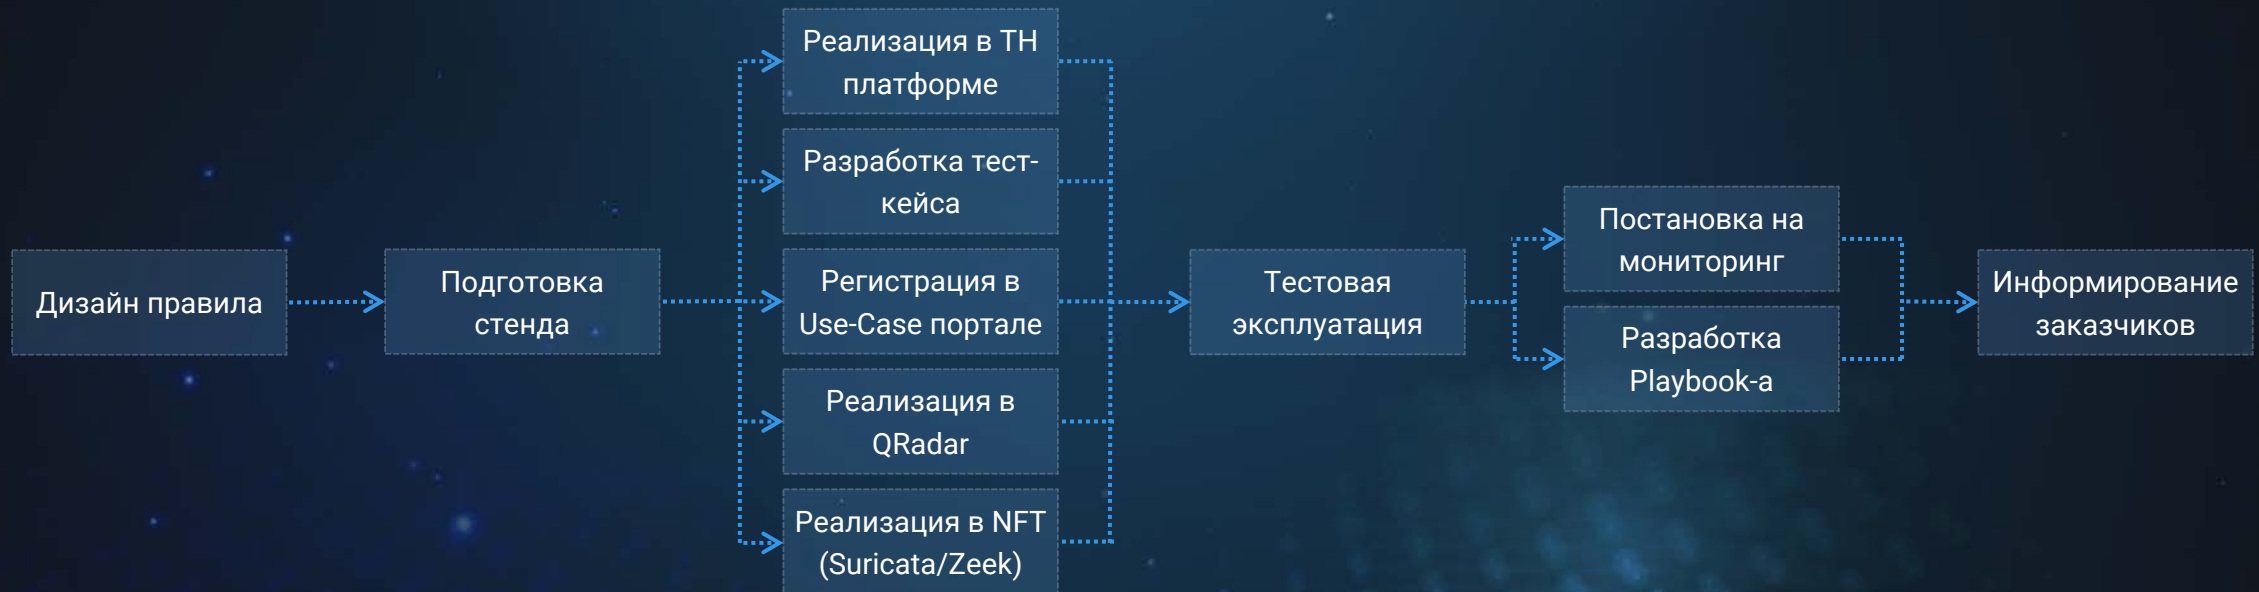 Дизайн правила
Подготовка
стенда
Реализация в TH
платформе
Разработка тест-
кейса
Регистрация в
Use-Case портале
Реализация в
QRadar
Реализация в NFT
(Suricata/Zeek)
Тестовая
эксплуатация
Постановка на
мониторинг
Разработка
Playbook-а
Информирование
заказчиков